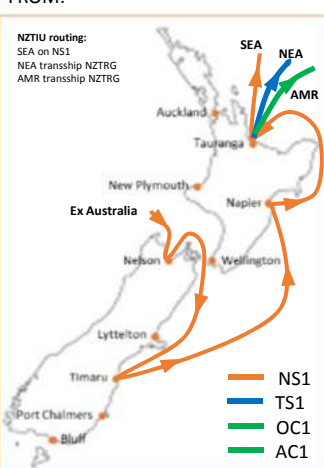 FROM:
NZTIU routing:
SEA on NS1
NEA transship NZTRG
AMR transship NZTRG
SEA
NEA
AMR
Auckland
Tauranga
New Plymouth
Napier
Ex Australia
Nelson
Wellington
Lyttelton
Timaru
Port Chalmers
Bluff
NS1
TS1
OC1
AC1